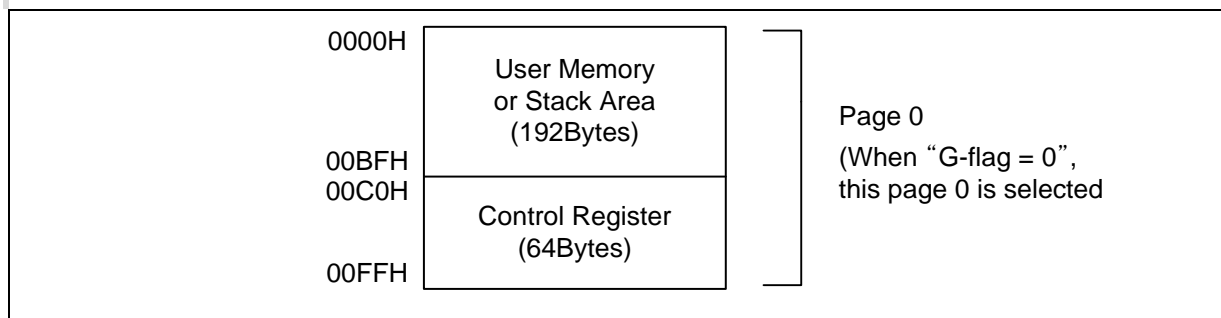 0000H
User Memory
or Stack Area
(192Bytes)
00BFH
00C0H
Control Register
(64Bytes)
00FFH
Page 0
(When “G-flag = 0”,
this page 0 is selected